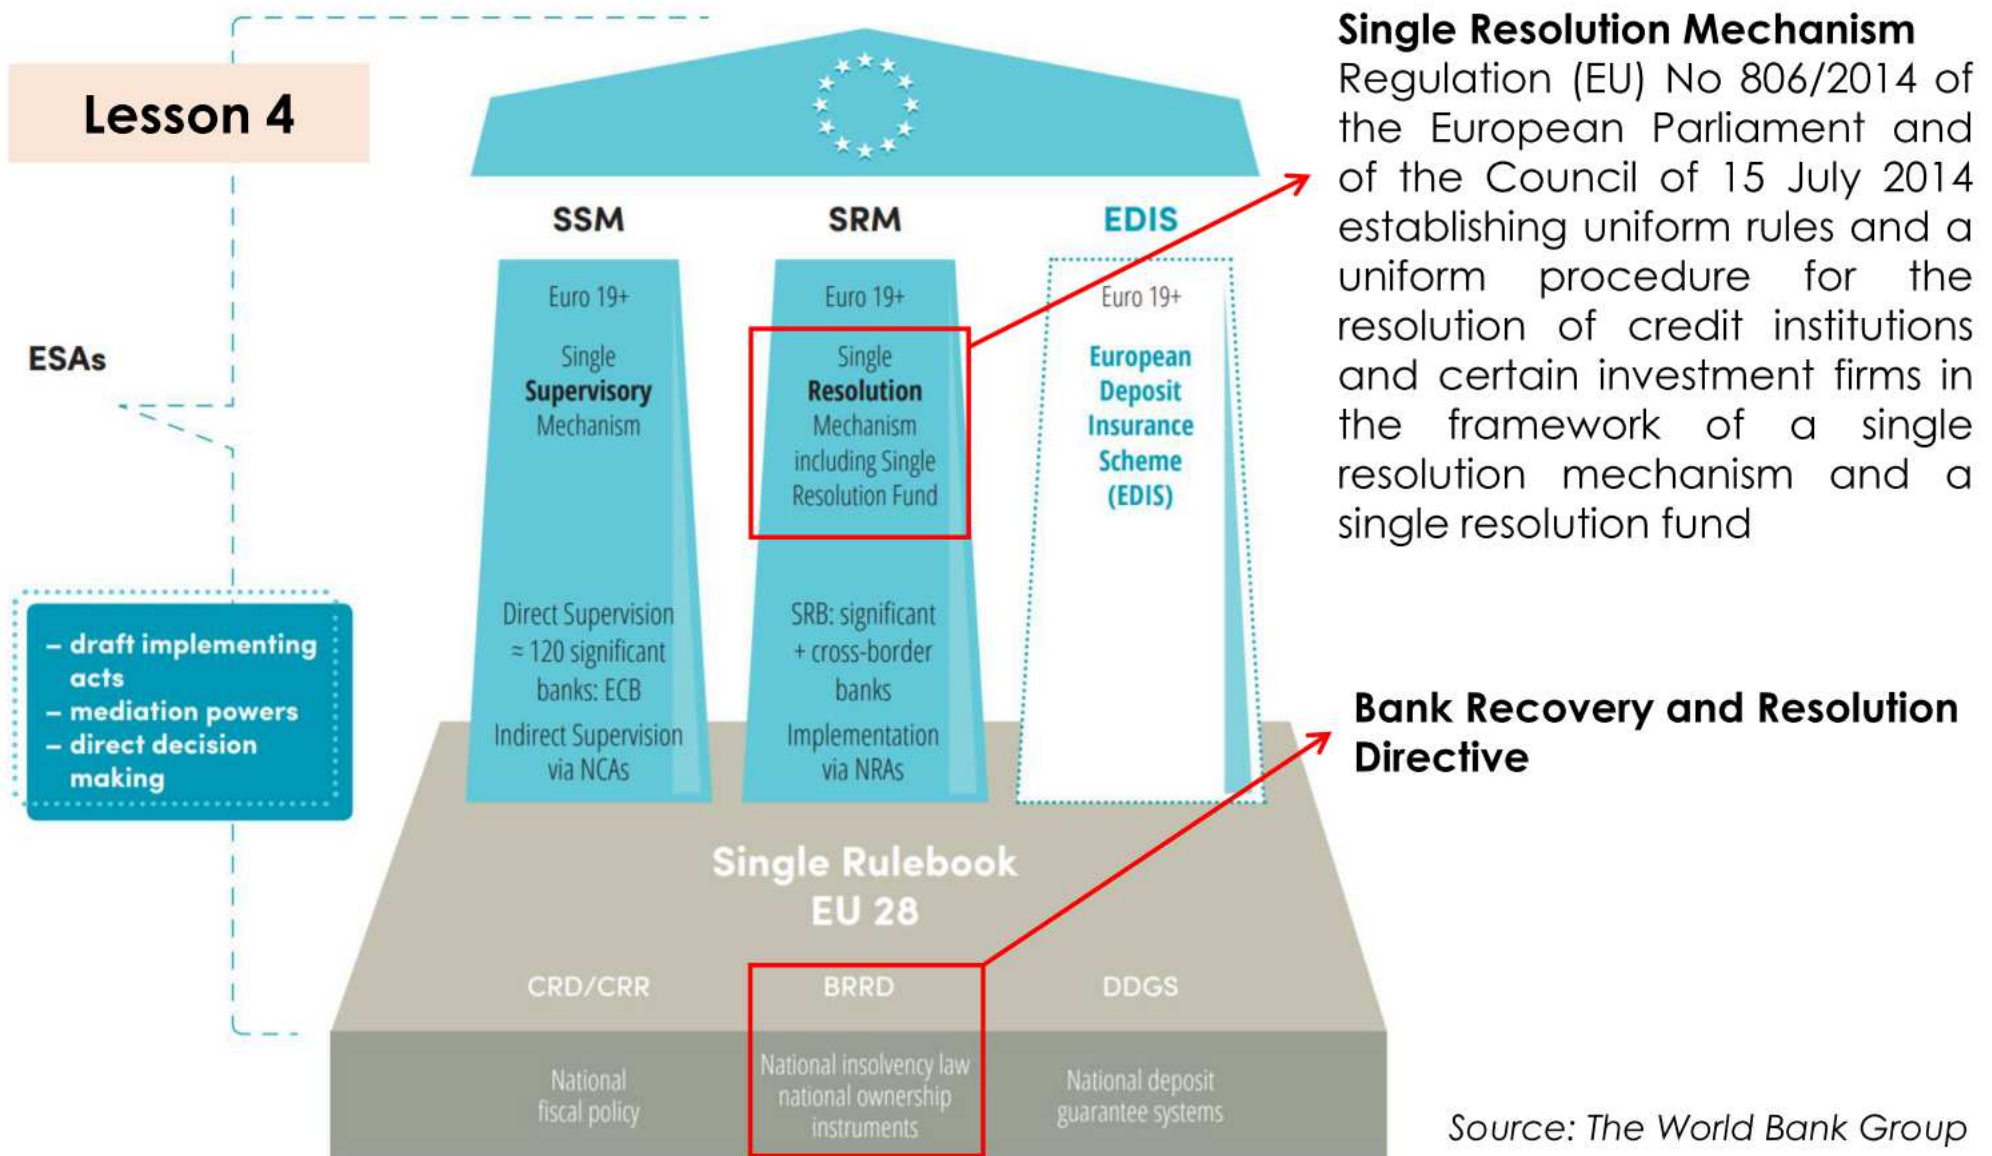 Lesson 4
ESAs
– draft implementing
acts
– mediation powers
– direct decision
making
SSM
Euro 19+
Single
Supervisory
Mechanism
Direct Supervision
≈ 120 significant
banks: ECB
Indirect Supervision
via NCAs
SRM
Euro 19+
Single
Resolution
Mechanism
including Single
Resolution Fund
SRB: significant
+ cross-border
banks
Implementation
via NRAs
EDIS
Euro 19+
European
Deposit
Insurance
Scheme
(EDIS)
Single Rulebook
EU 28
CRD/CRR
BRRD
DDGS
National
fiscal policy
National insolvency law
national ownership
instruments
National deposit
guarantee systems
Single Resolution Mechanism
Regulation (EU) No 806/2014 of
the European Parliament and
of the Council of 15 July 2014
establishing uniform rules and a
uniform procedure for the
resolution of credit institutions
and certain investment firms in
the framework of a single
resolution mechanism and a
single resolution fund
Bank Recovery and Resolution
Directive
Source: The World Bank Group